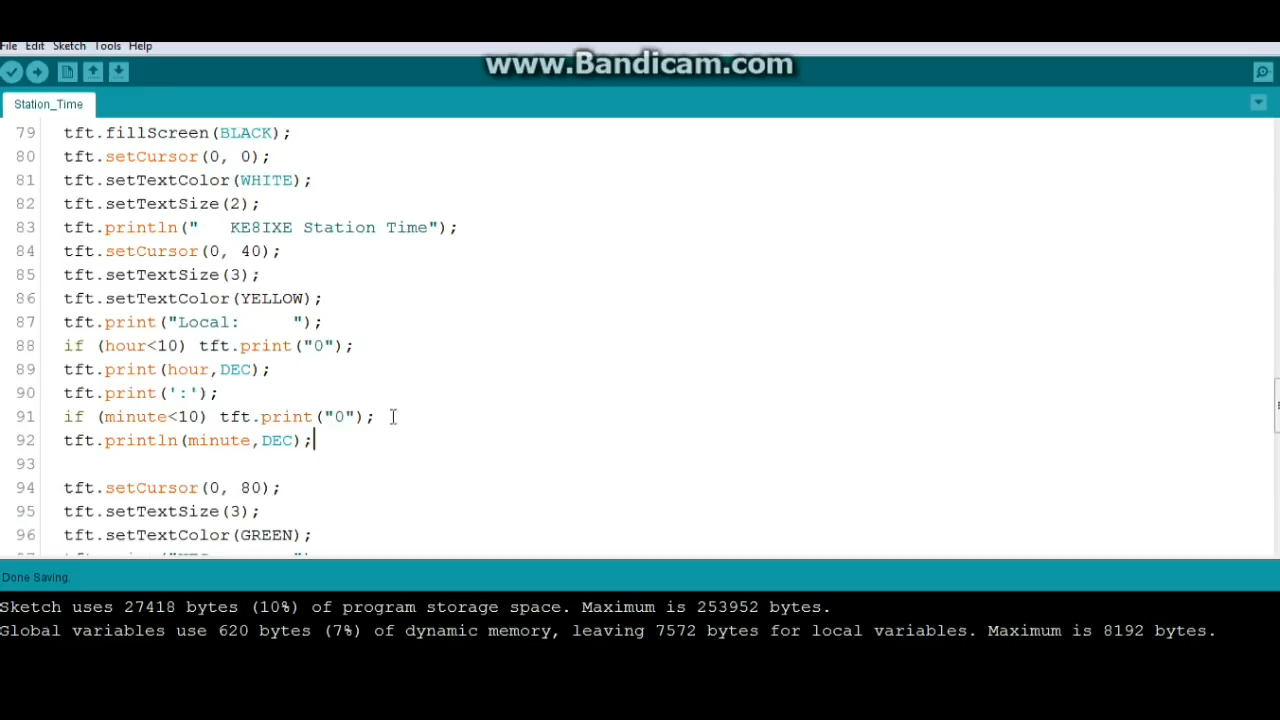 www.Bandicam.com
File Edit Sketch Tools Help
Station_Time
79 tft.fillScreen(BLACK);
80 tft.setCursor(0, 0);
81 tft.setTextColor(WHITE);
82 tft.setTextSize(2);
83 tft.println("   KE8IXE Station Time");
84 tft.setCursor(0, 40);
85 tft.setTextSize(3);
86 tft.setTextColor(YELLOW);
87 tft.print("Local:     ");
88 if (hour<10) tft.print("0");
89 tft.print(hour,DEC);
90 tft.print(':');
91 if (minute<10) tft.print("0");
92 tft.println(minute,DEC);
93
94 tft.setCursor(0, 80);
95 tft.setTextSize(3);
96 tft.setTextColor(GREEN);
Done Saving.
Sketch uses 27418 bytes (10%) of program storage space. Maximum is 253952 bytes.
Global variables use 620 bytes (7%) of dynamic memory, leaving 7572 bytes for local variables. Maximum is 8192 bytes.